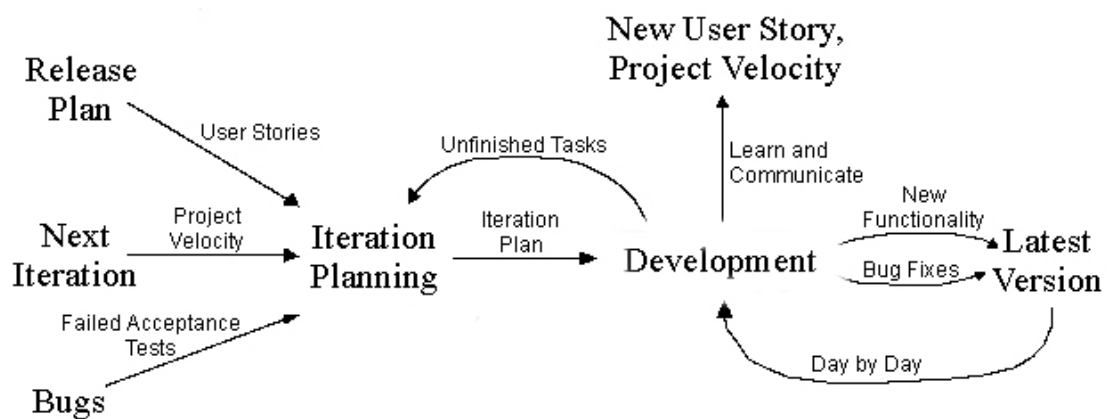 New User Story,
Project Velocity
Release
Plan
User Stories
Unfinished Tasks
Learn and
Communicate
New
Functionality
Project
Velocity
Iteration
Plan
Next
Iteration
Iteration
Planning
Development
Latest
Version
Bug Fixes
Failed Acceptance
Tests
Day by Day
Bugs